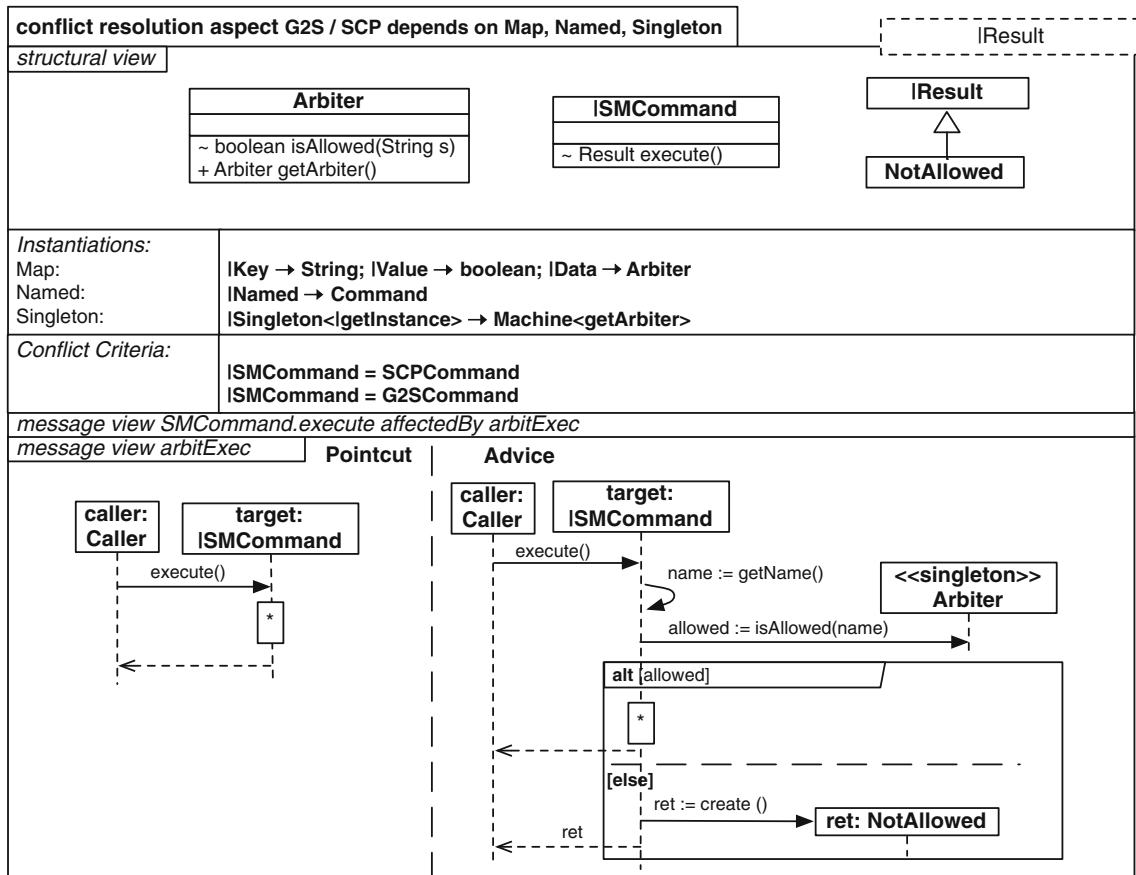 conflict resolution aspect G2S / SCP depends on Map, Named, Singleton
|Result
structural view
Arbiter
~ boolean isAllowed(String s)
+ Arbiter getArbiter()
|SMCommand
~ Result execute()
|Result
NotAllowed
Instantiations:
Map:
|Key → String; |Value → boolean; |Data → Arbiter
Named:
|Named → Command
Singleton:
|Singleton<|getInstance> → Machine<getArbiter>
Conflict Criteria:
|SMCommand = SCPCommand
|SMCommand = G2SCommand
message view SMCommand.execute affectedBy arbitExec
message view arbitExec
Pointcut
Advice
caller:
Caller
target:
|SMCommand
execute()
*
caller:
Caller
target:
|SMCommand
execute()
name := getName()
<<singleton>>
Arbiter
allowed := isAllowed(name)
alt [allowed]
*
[else]
ret := create ()
ret: NotAllowed
ret